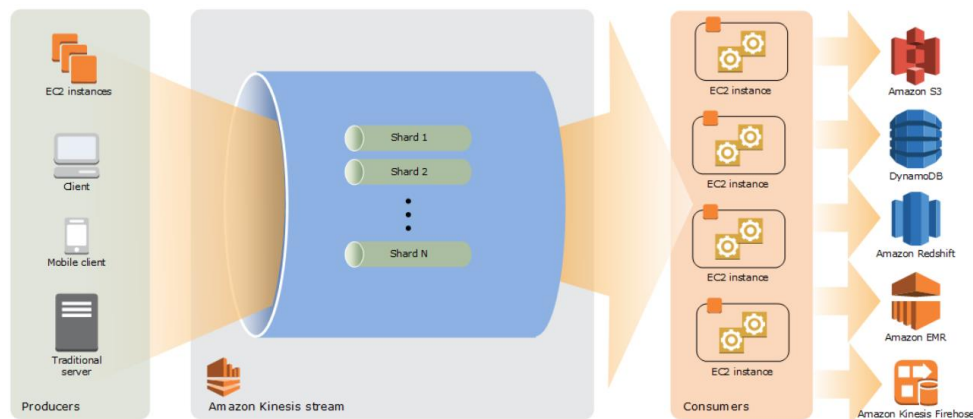 EC2 instances
Client
Mobile client
Traditional
server
Producers
Shard 1
Shard 2
Shard N
Amazon Kinesis stream
EC2 instance
EC2 instance
EC2 instance
EC2 instance
Consumers
Amazon S3
DynamoDB
Amazon Redshift
Amazon EMR
Amazon Kinesis Firehose